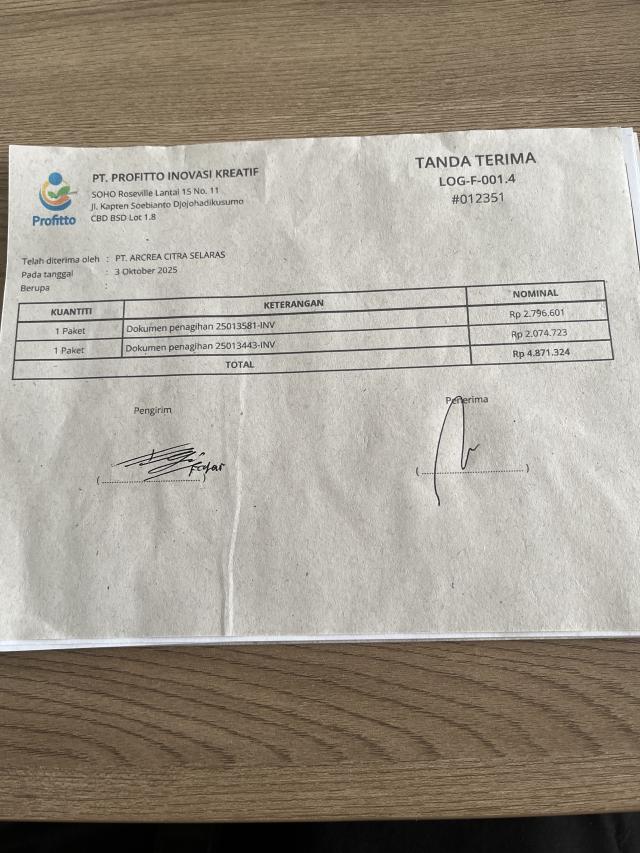 PT. PROFITTO INOVASI KREATIF
SOHO Roseville Lantai 15 No. 11
Jl. Kapten Soebianto Djojohadikusumo
CBD BSD Lot 1.8
Profitto
TANDA TERIMA
LOG-F-001.4
#012351
Telah diterima oleh : PT. ARCREA CITRA SELARAS
Pada tanggal : 3 Oktober 2025
Berupa :
KUANTITI KETERANGAN NOMINAL
1 Paket Dokumen penagihan 25013581-INV Rp 2.796.601
1 Paket Dokumen penagihan 25013443-INV Rp 2.074.723
TOTAL Rp 4.871.324
Pengirim Penerima
Fajar
(..........................) (..........................)